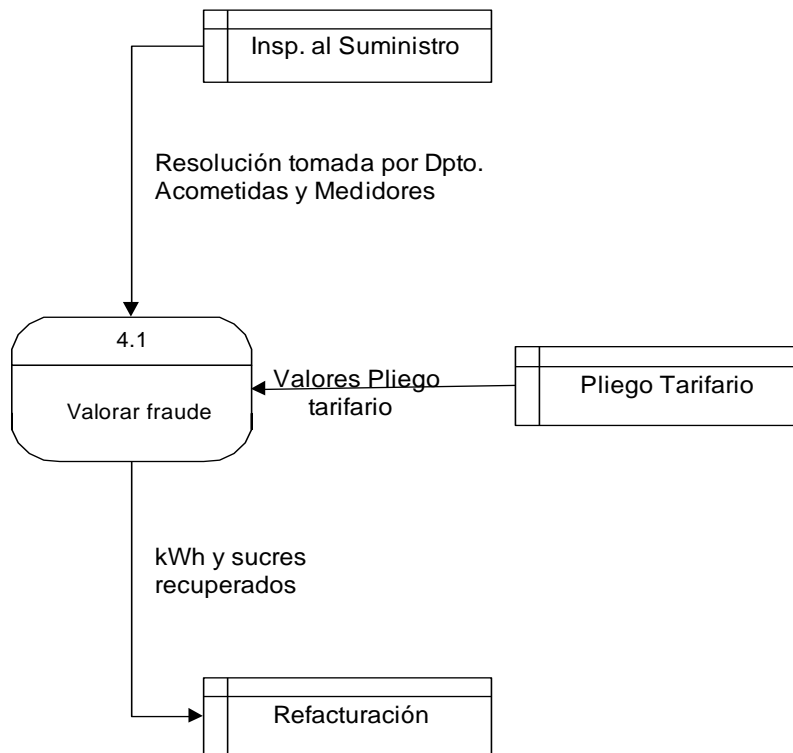 Insp. al Suministro
Resolución tomada por Dpto.
Acometidas y Medidores
4.1
Valorar fraude
Valores Pliego
tarifario
Pliego Tarifario
kWh y sucres
recuperados
Refacturación